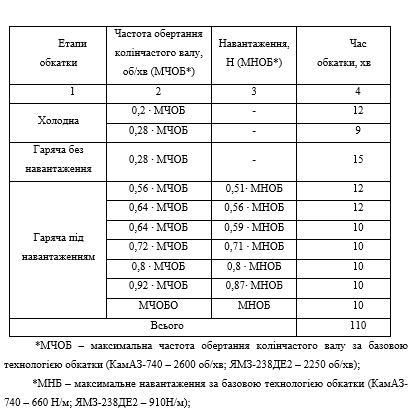 Етапи обкатки | Частота обертання колінчастого валу, об/хв (МЧОБ*) | Навантаження, Н (МНОБ*) | Час обкатки, хв
1 | 2 | 3 | 4
Холодна | 0,2 · МЧОБ | - | 12
0,28 · МЧОБ | - | 9
Гаряча без навантаження | 0,28 · МЧОБ | - | 15
Гаряча під навантаженням | 0,56 · МЧОБ | 0,51· МНОБ | 12
0,64 · МЧОБ | 0,56 · МНОБ | 12
0,64 · МЧОБ | 0,59 · МНОБ | 10
0,72 · МЧОБ | 0,71 · МНОБ | 10
0,8 · МЧОБ | 0,8 · МНОБ | 10
0,92 · МЧОБ | 0,87· МНОБ | 10
МЧОБО | МНОБ | 10
Всього | 110
*МЧОБ – максимальна частота обертання колінчастого валу за базовою
технологією обкатки (КамАЗ-740 – 2600 об/хв; ЯМЗ-238ДЕ2 – 2250 об/хв);
*МНБ – максимальне навантаження за базовою технологією обкатки (КамАЗ-
740 – 660 Н/м; ЯМЗ-238ДЕ2 – 910Н/м);